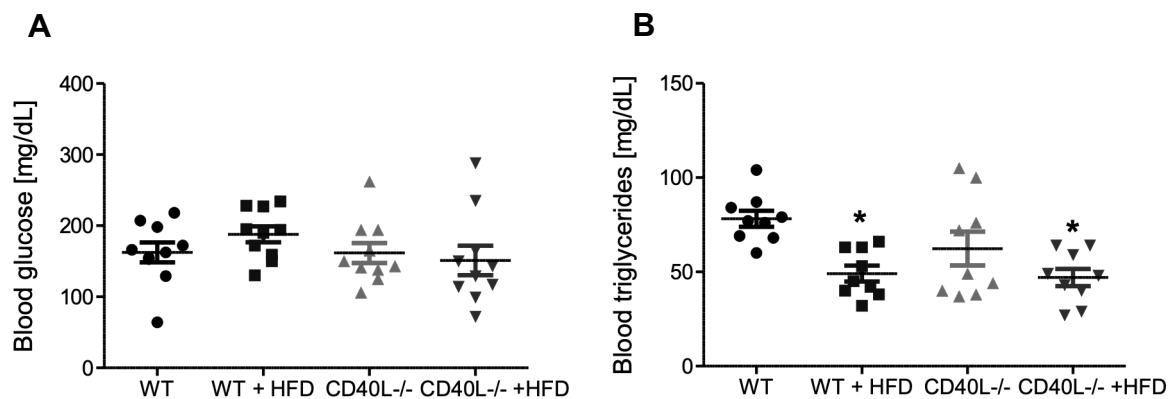 A
Blood glucose [mg/dL]
400
300
200
100
0
WT
WT + HFD
CD40L-/-
CD40L-/- +HFD
B
Blood triglycerides [mg/dL]
150
100
50
0
*
*
WT
WT + HFD
CD40L-/-
CD40L-/- +HFD